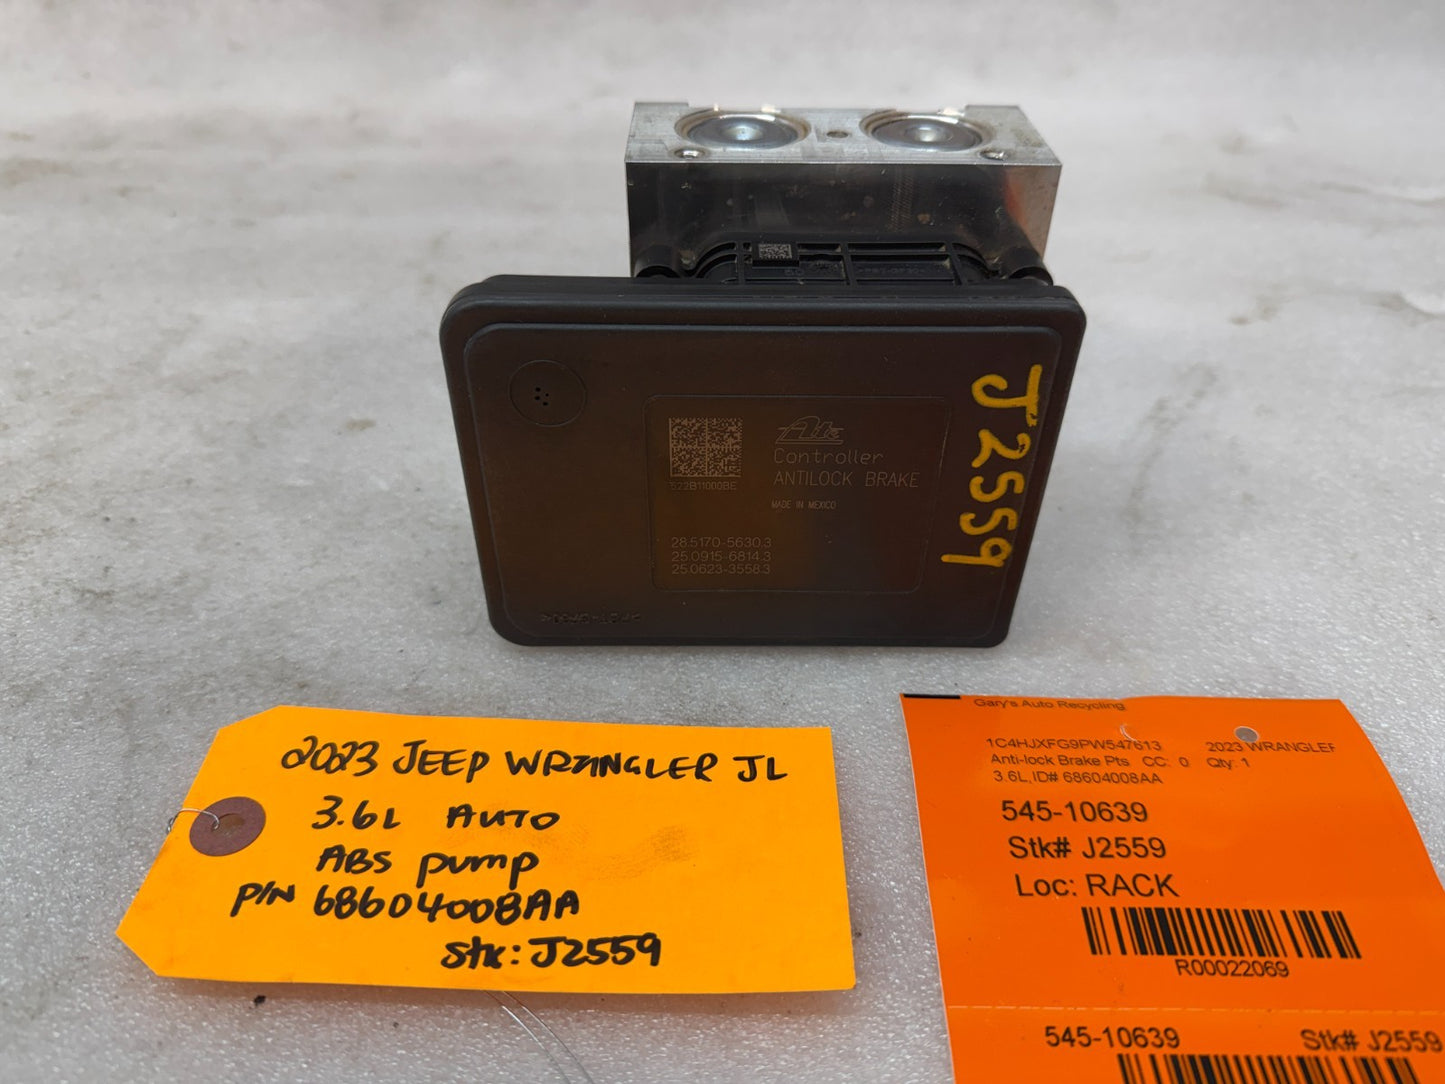 J2559
522B11000BE
Ate
Controller
ANTILOCK BRAKE
MADE IN MEXICO
28.5170-5630.3
25.0915-6814.3
25.0623-3558.3
2023 JEEP WRANGLER JL
3.6L AUTO
ABS pump
P/N 68604008AA
Stk: J2559
Gary's Auto Recycling
1C4HJXFG9PW547613 2023 WRANGLER
Anti-lock Brake Pts CC: 0 Qty: 1
3.6L,ID# 68604008AA
545-10639
Stk# J2559
Loc: RACK
R00022069
545-10639 Stk# J2559